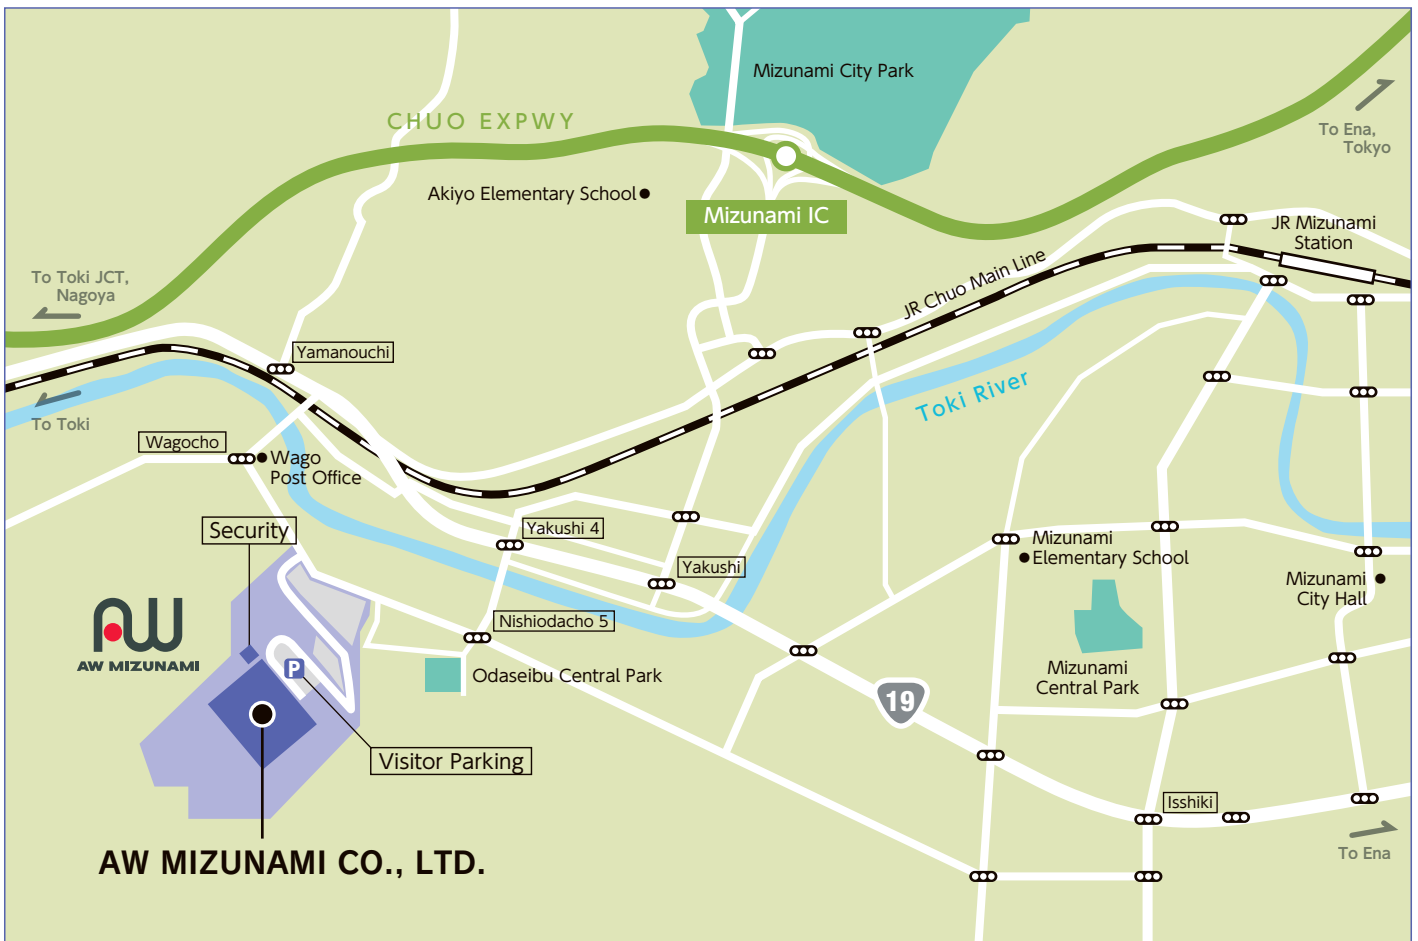 Mizunami City Park
CHUO EXPWY
To Ena,
Tokyo
Akiyo Elementary School
Mizunami IC
JR Mizunami
Station
JR Chuo Main Line
To Toki JCT,
Nagoya
Yamanouchi
Toki River
To Toki
Wagocho
Wago
Post Office
Security
Yakushi 4
Mizunami
Elementary School
Yakushi
Mizunami
City Hall
AW
AW MIZUNAMI
Nishiodacho 5
P
Odaseibu Central Park
Mizunami
Central Park
19
Visitor Parking
Isshiki
To Ena
AW MIZUNAMI CO., LTD.